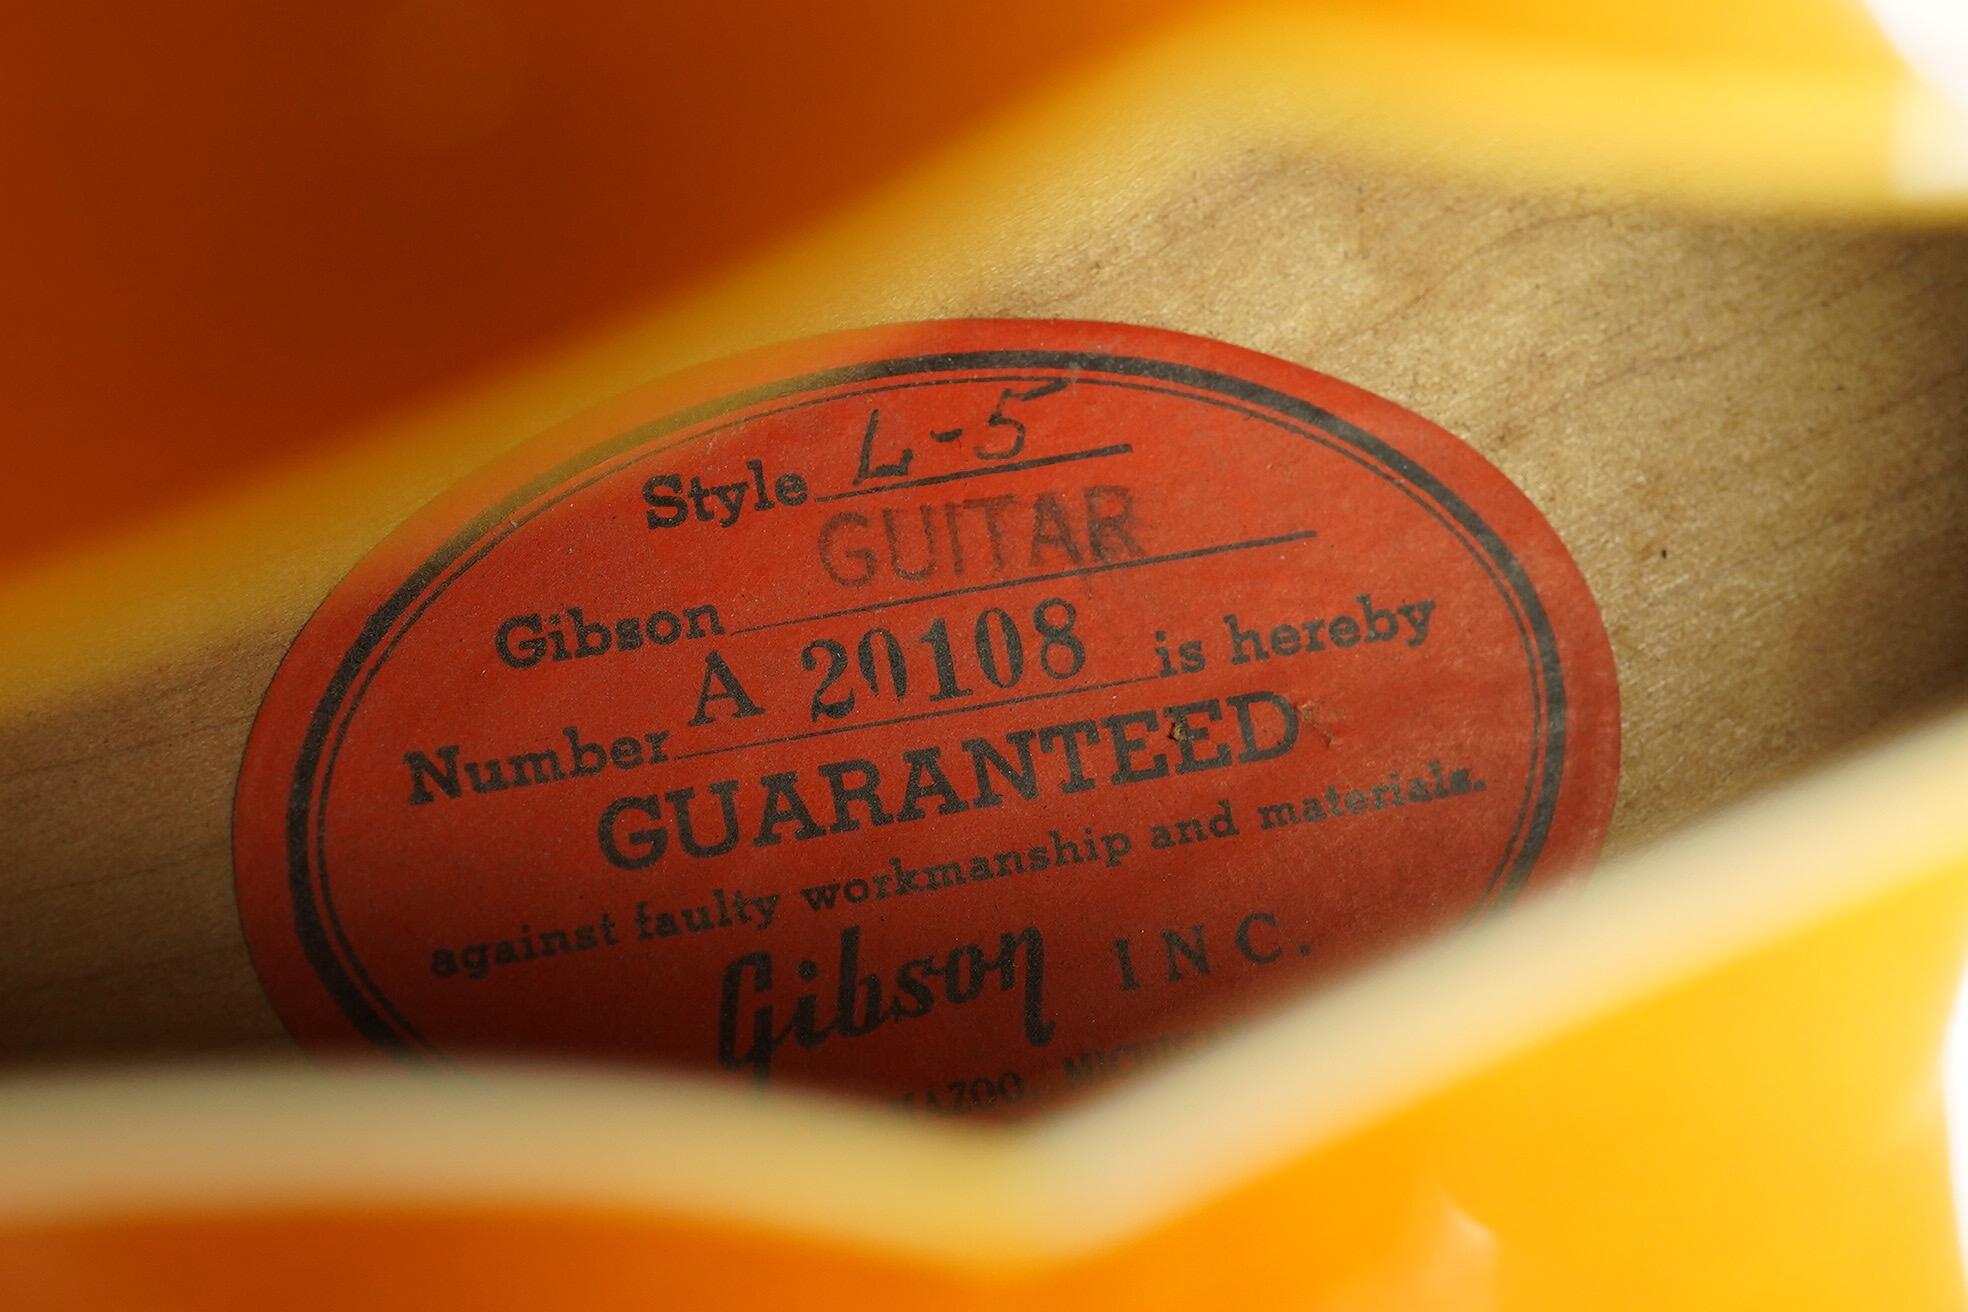 Style L-5
GUITAR
Gibson
A 20108 is hereby
Number
GUARANTEED
against faulty workmanship and materials.
Gibson INC.